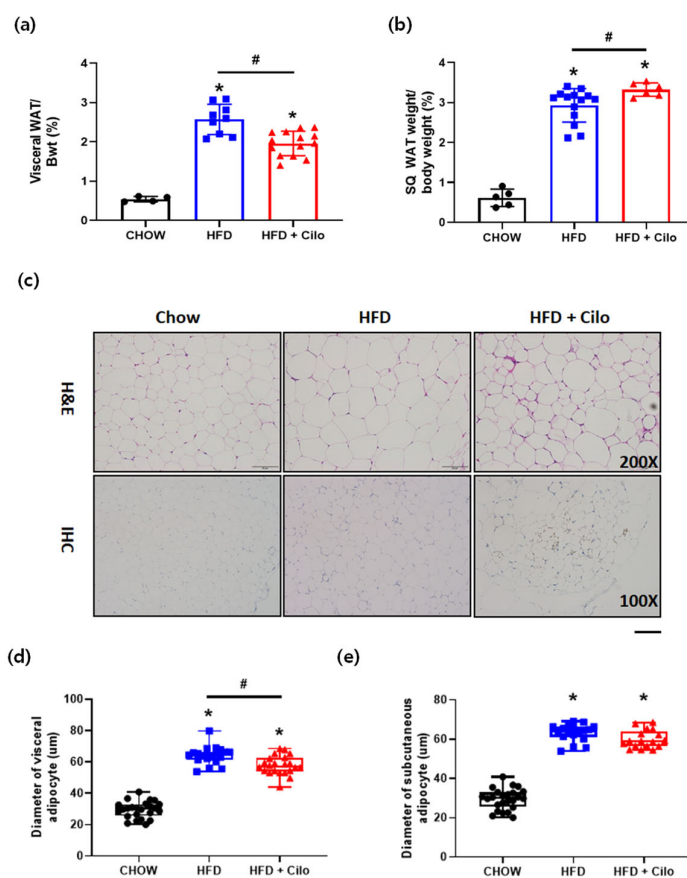 (a)
Visceral WAT/
Bwt (%)
4
3
2
1
0
#
*
*
CHOW
HFD
HFD + Cilo
(b)
SQ WAT weight/
body weight (%)
4
3
2
1
0
#
*
*
CHOW
HFD
HFD + Cilo
(c)
Chow
HFD
HFD + Cilo
H&E
200X
IHC
100X
(d)
Diameter of visceral
adipocyte (um)
100
80
60
40
20
0
#
*
*
CHOW
HFD
HFD + Cilo
(e)
Diameter of subcutaneous
adipocyte (um)
80
60
40
20
0
*
*
CHOW
HFD
HFD + Cilo